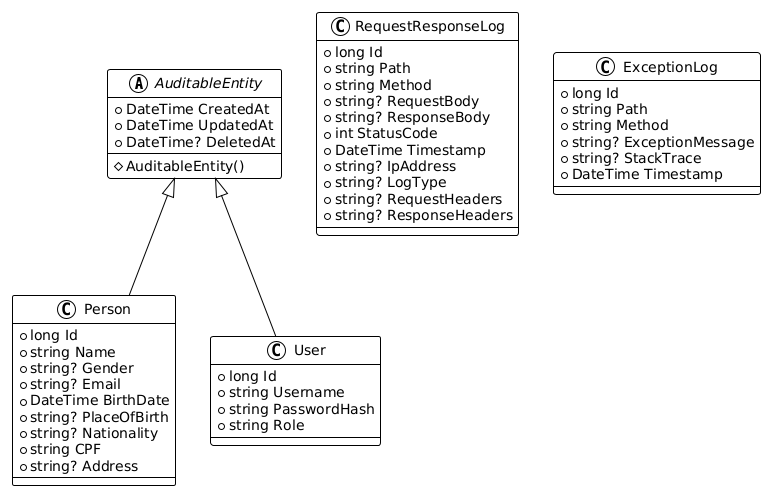 A AuditableEntity
DateTime CreatedAt
DateTime UpdatedAt
DateTime? DeletedAt
AuditableEntity()
C RequestResponseLog
long Id
string Path
string Method
string? RequestBody
string? ResponseBody
int StatusCode
DateTime Timestamp
string? IpAddress
string? LogType
string? RequestHeaders
string? ResponseHeaders
C ExceptionLog
long Id
string Path
string Method
string? ExceptionMessage
string? StackTrace
DateTime Timestamp
C Person
long Id
string Name
string? Gender
string? Email
DateTime BirthDate
string? PlaceOfBirth
string? Nationality
string CPF
string? Address
C User
long Id
string Username
string PasswordHash
string Role